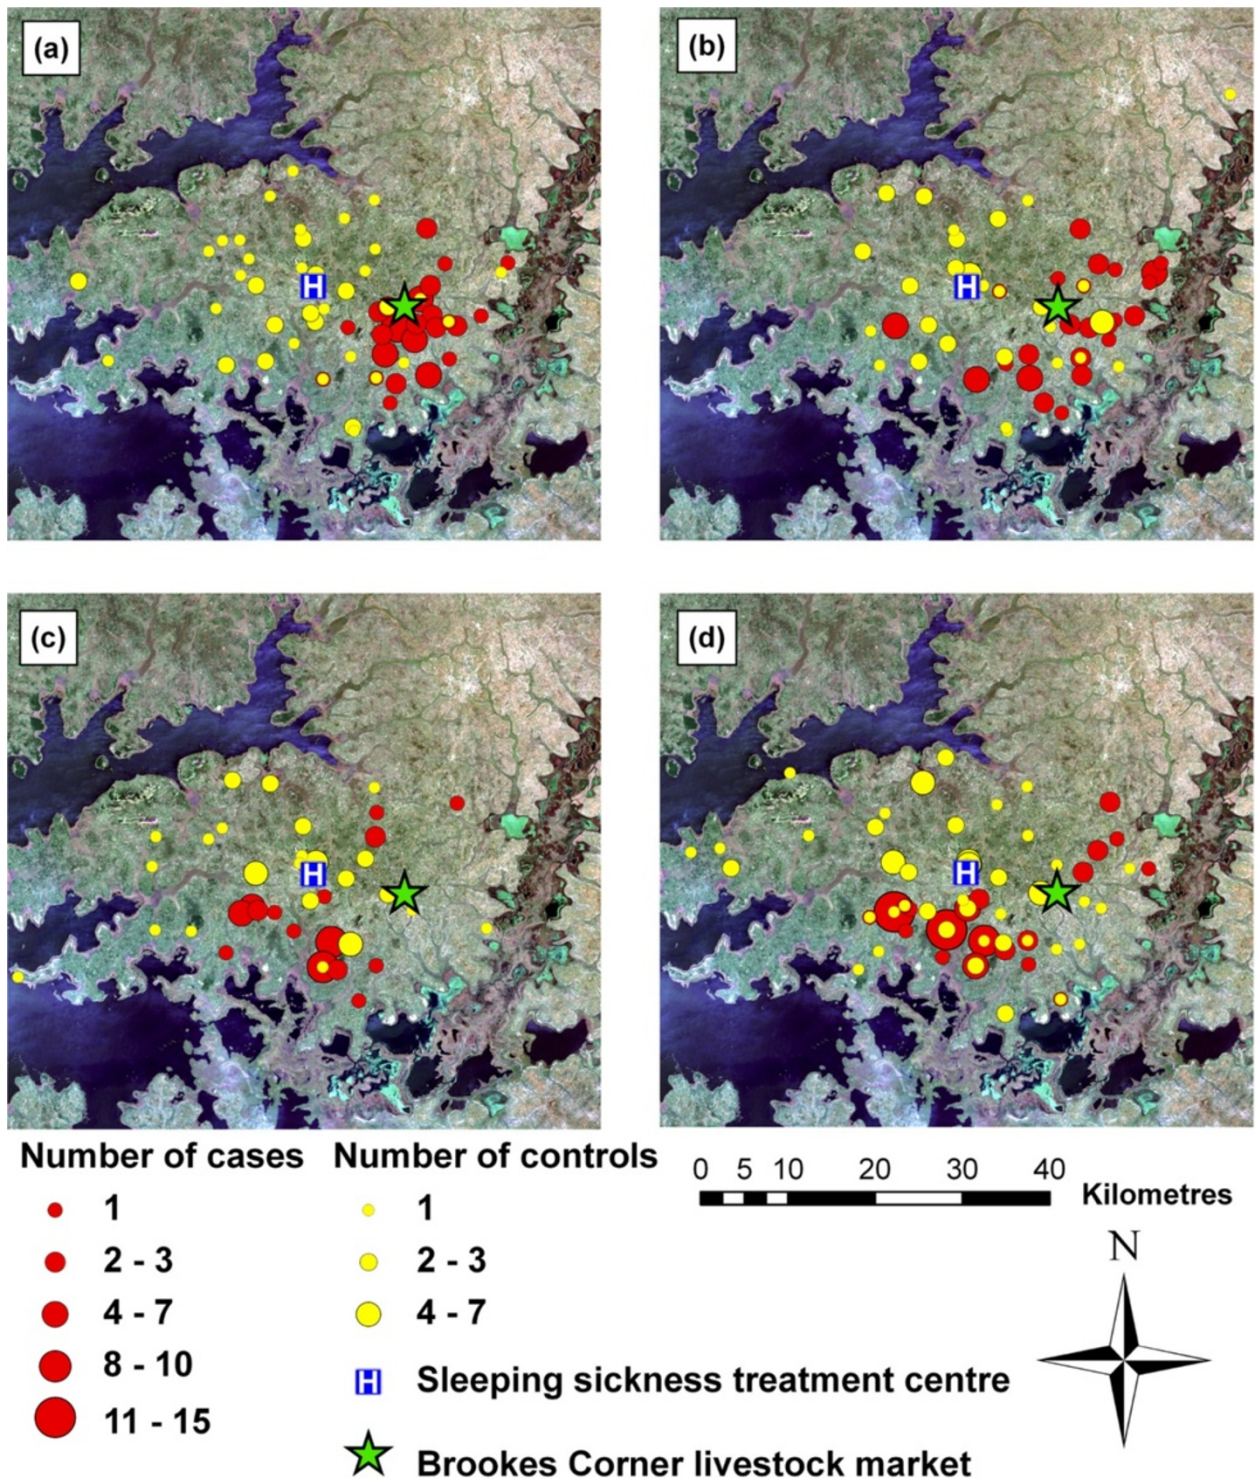 (a)
(b)
H
H
(c)
(d)
H
H
Number of cases
1
2 - 3
4 - 7
8 - 10
11 - 15
Number of controls
1
2 - 3
4 - 7
H Sleeping sickness treatment centre
Brookes Corner livestock market
0 5 10 20 30 40
Kilometres
N